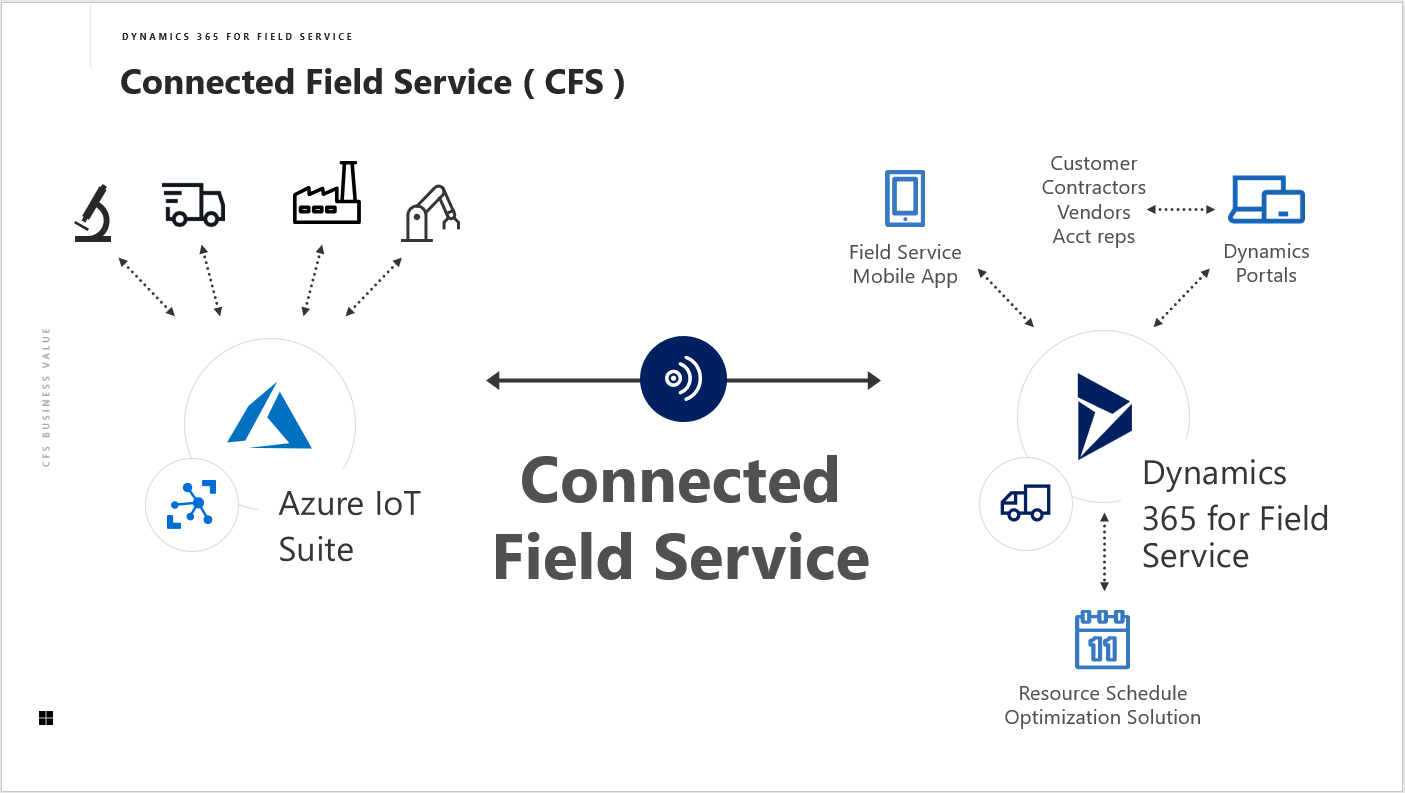 DYNAMICS 365 FOR FIELD SERVICE
Connected Field Service ( CFS )
CFS BUSINESS VALUE
Azure IoT
Suite
Connected
Field Service
Field Service
Mobile App
Customer
Contractors
Vendors
Acct reps
Dynamics
Portals
Dynamics
365 for Field
Service
11
Resource Schedule
Optimization Solution